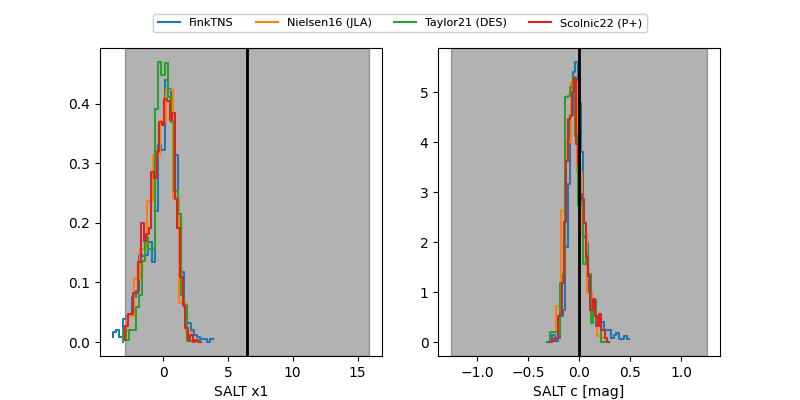 FinkTNS Nielsen16 (JLA) Taylor21 (DES) Scolnic22 (P+)
0.4
0.3
0.2
0.1
0.0
0 5 10 15
SALT x1
5
4
3
2
1
0
−1.0 −0.5 0.0 0.5 1.0
SALT c [mag]